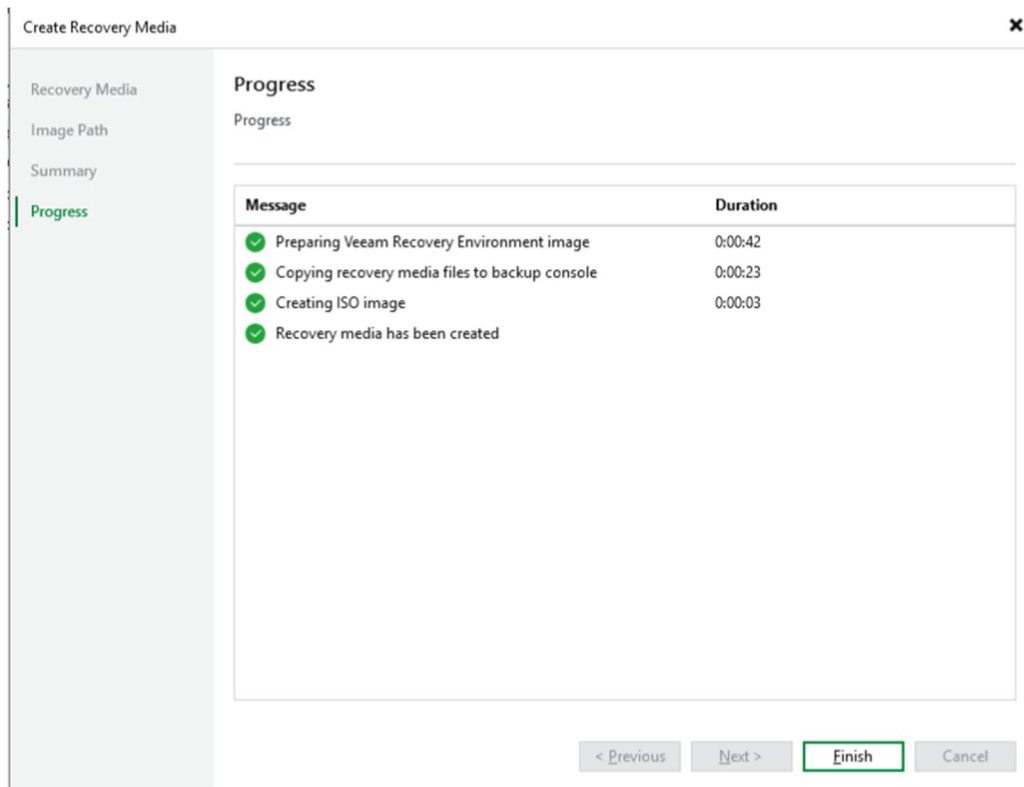 Create Recovery Media
Recovery Media
Image Path
Summary
Progress
Progress
Progress
Message Duration
Preparing Veeam Recovery Environment image 0:00:42
Copying recovery media files to backup console 0:00:23
Creating ISO image 0:00:03
Recovery media has been created
< Previous Next > Finish Cancel